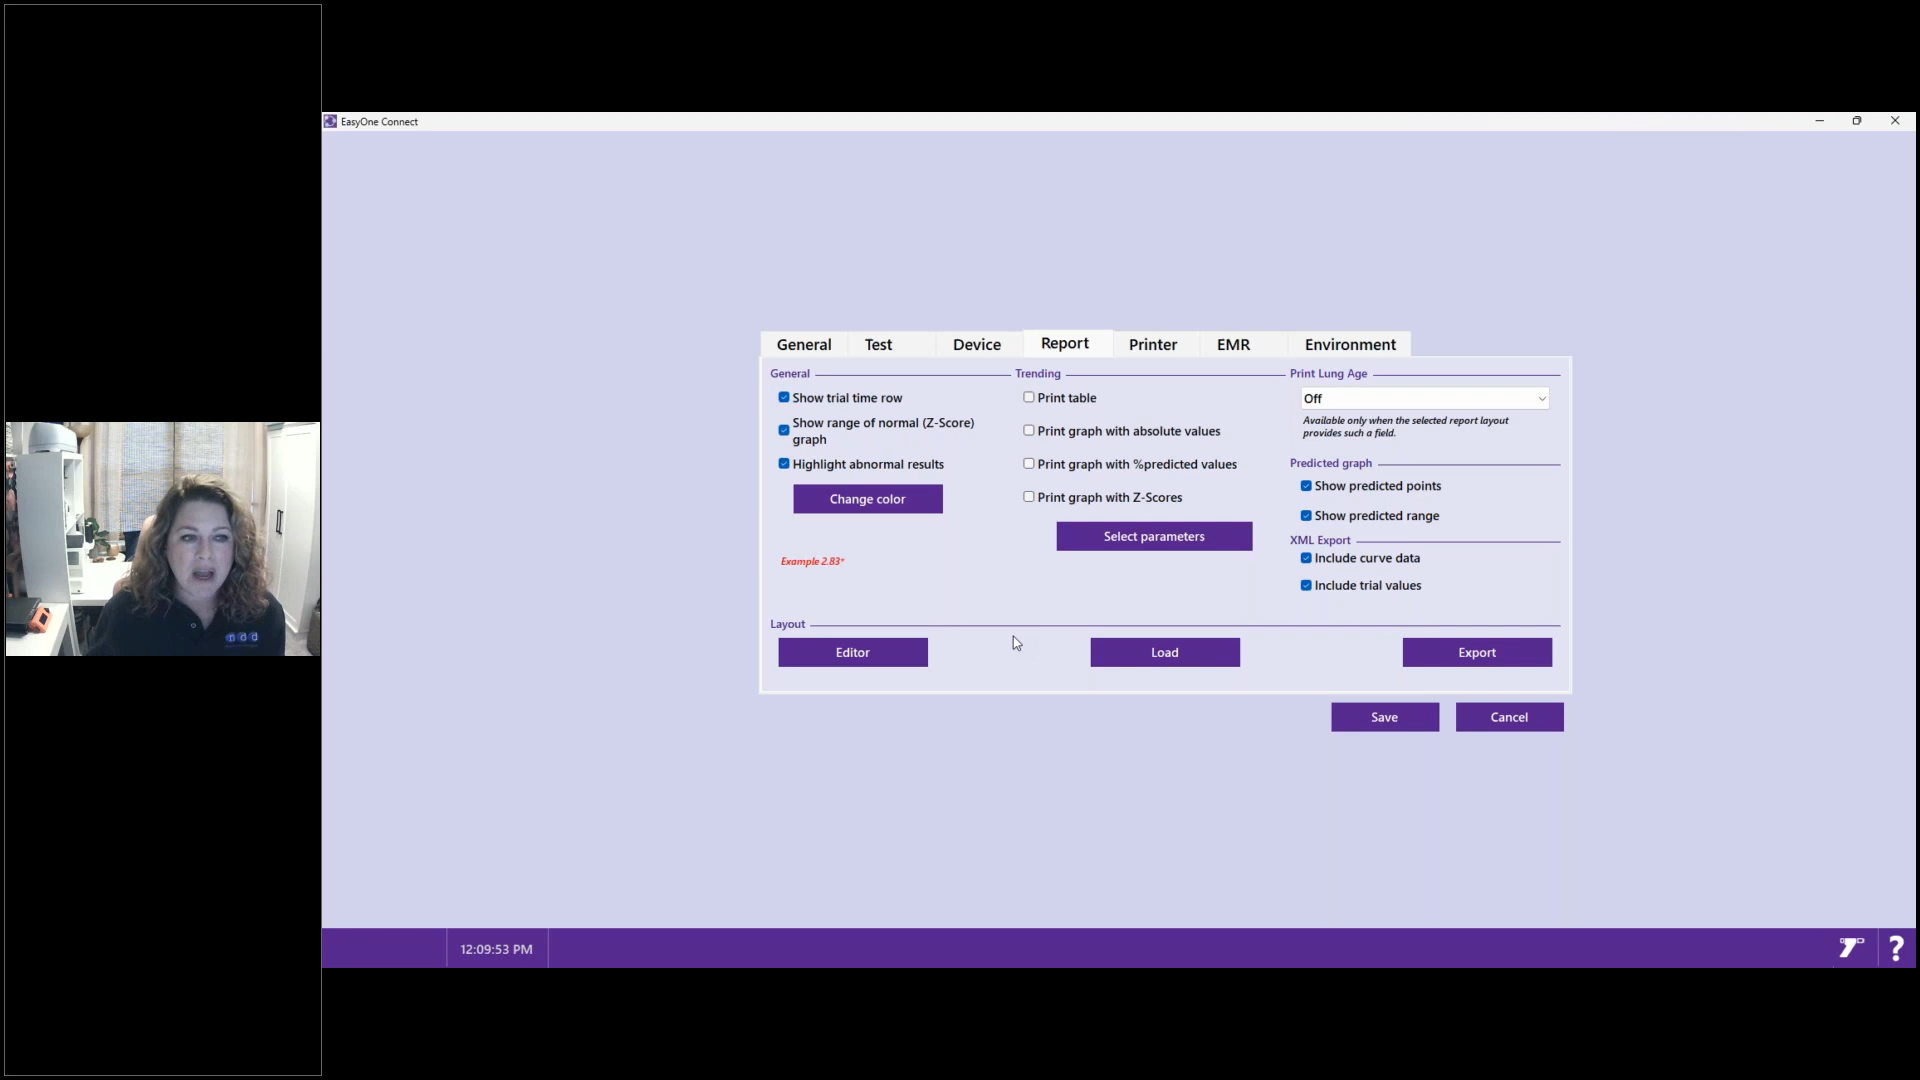 EasyOne Connect
General Test Device Report Printer EMR Environment
General
Show trial time row
Show range of normal (Z-Score)
graph
Highlight abnormal results
Change color
Example 2.83*
Trending
Print table
Print graph with absolute values
Print graph with %predicted values
Print graph with Z-Scores
Select parameters
Print Lung Age
Off
Available only when the selected report layout
provides such a field.
Predicted graph
Show predicted points
Show predicted range
XML Export
Include curve data
Include trial values
Layout
Editor Load Export
Save Cancel
ndd
12:09:53 PM
?